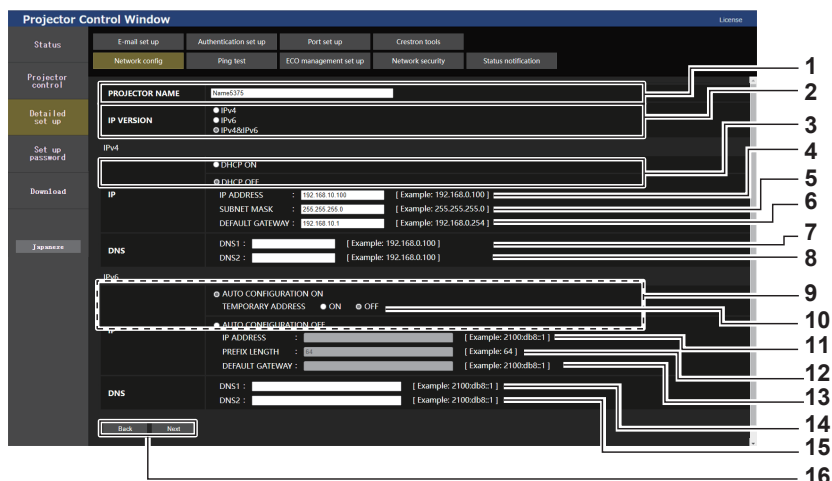 Projector Control Window
License
Status
E-mail set up
Authentication set up
Port set up
Crestron tools
Network config
Ping test
ECO management set up
Network security
Status notification
Projector
control
Detailed
set up
Set up
password
Download
Japanese
PROJECTOR NAME
Name5375
IP VERSION
IPv4
IPv6
IPv4&IPv6
IPv4
DHCP ON
DHCP OFF
IP
IP ADDRESS : 192.168.10.100 [ Example: 192.168.0.100 ]
SUBNET MASK : 255.255.255.0 [ Example: 255.255.255.0 ]
DEFAULT GATEWAY : 192.168.10.1 [ Example: 192.168.0.254 ]
DNS
DNS1 : [ Example: 192.168.0.100 ]
DNS2 : [ Example: 192.168.0.100 ]
IPv6
AUTO CONFIGURATION ON
TEMPORARY ADDRESS ON OFF
AUTO CONFIGURATION OFF
IP ADDRESS : [ Example: 2100:db8::1 ]
PREFIX LENGTH : 64 [ Example: 64 ]
DEFAULT GATEWAY : [ Example: 2100:db8::1 ]
DNS
DNS1 : [ Example: 2100:db8::1 ]
DNS2 : [ Example: 2100:db8::1 ]
Back
Next
1
2
3
4
5
6
7
8
9
10
11
12
13
14
15
16